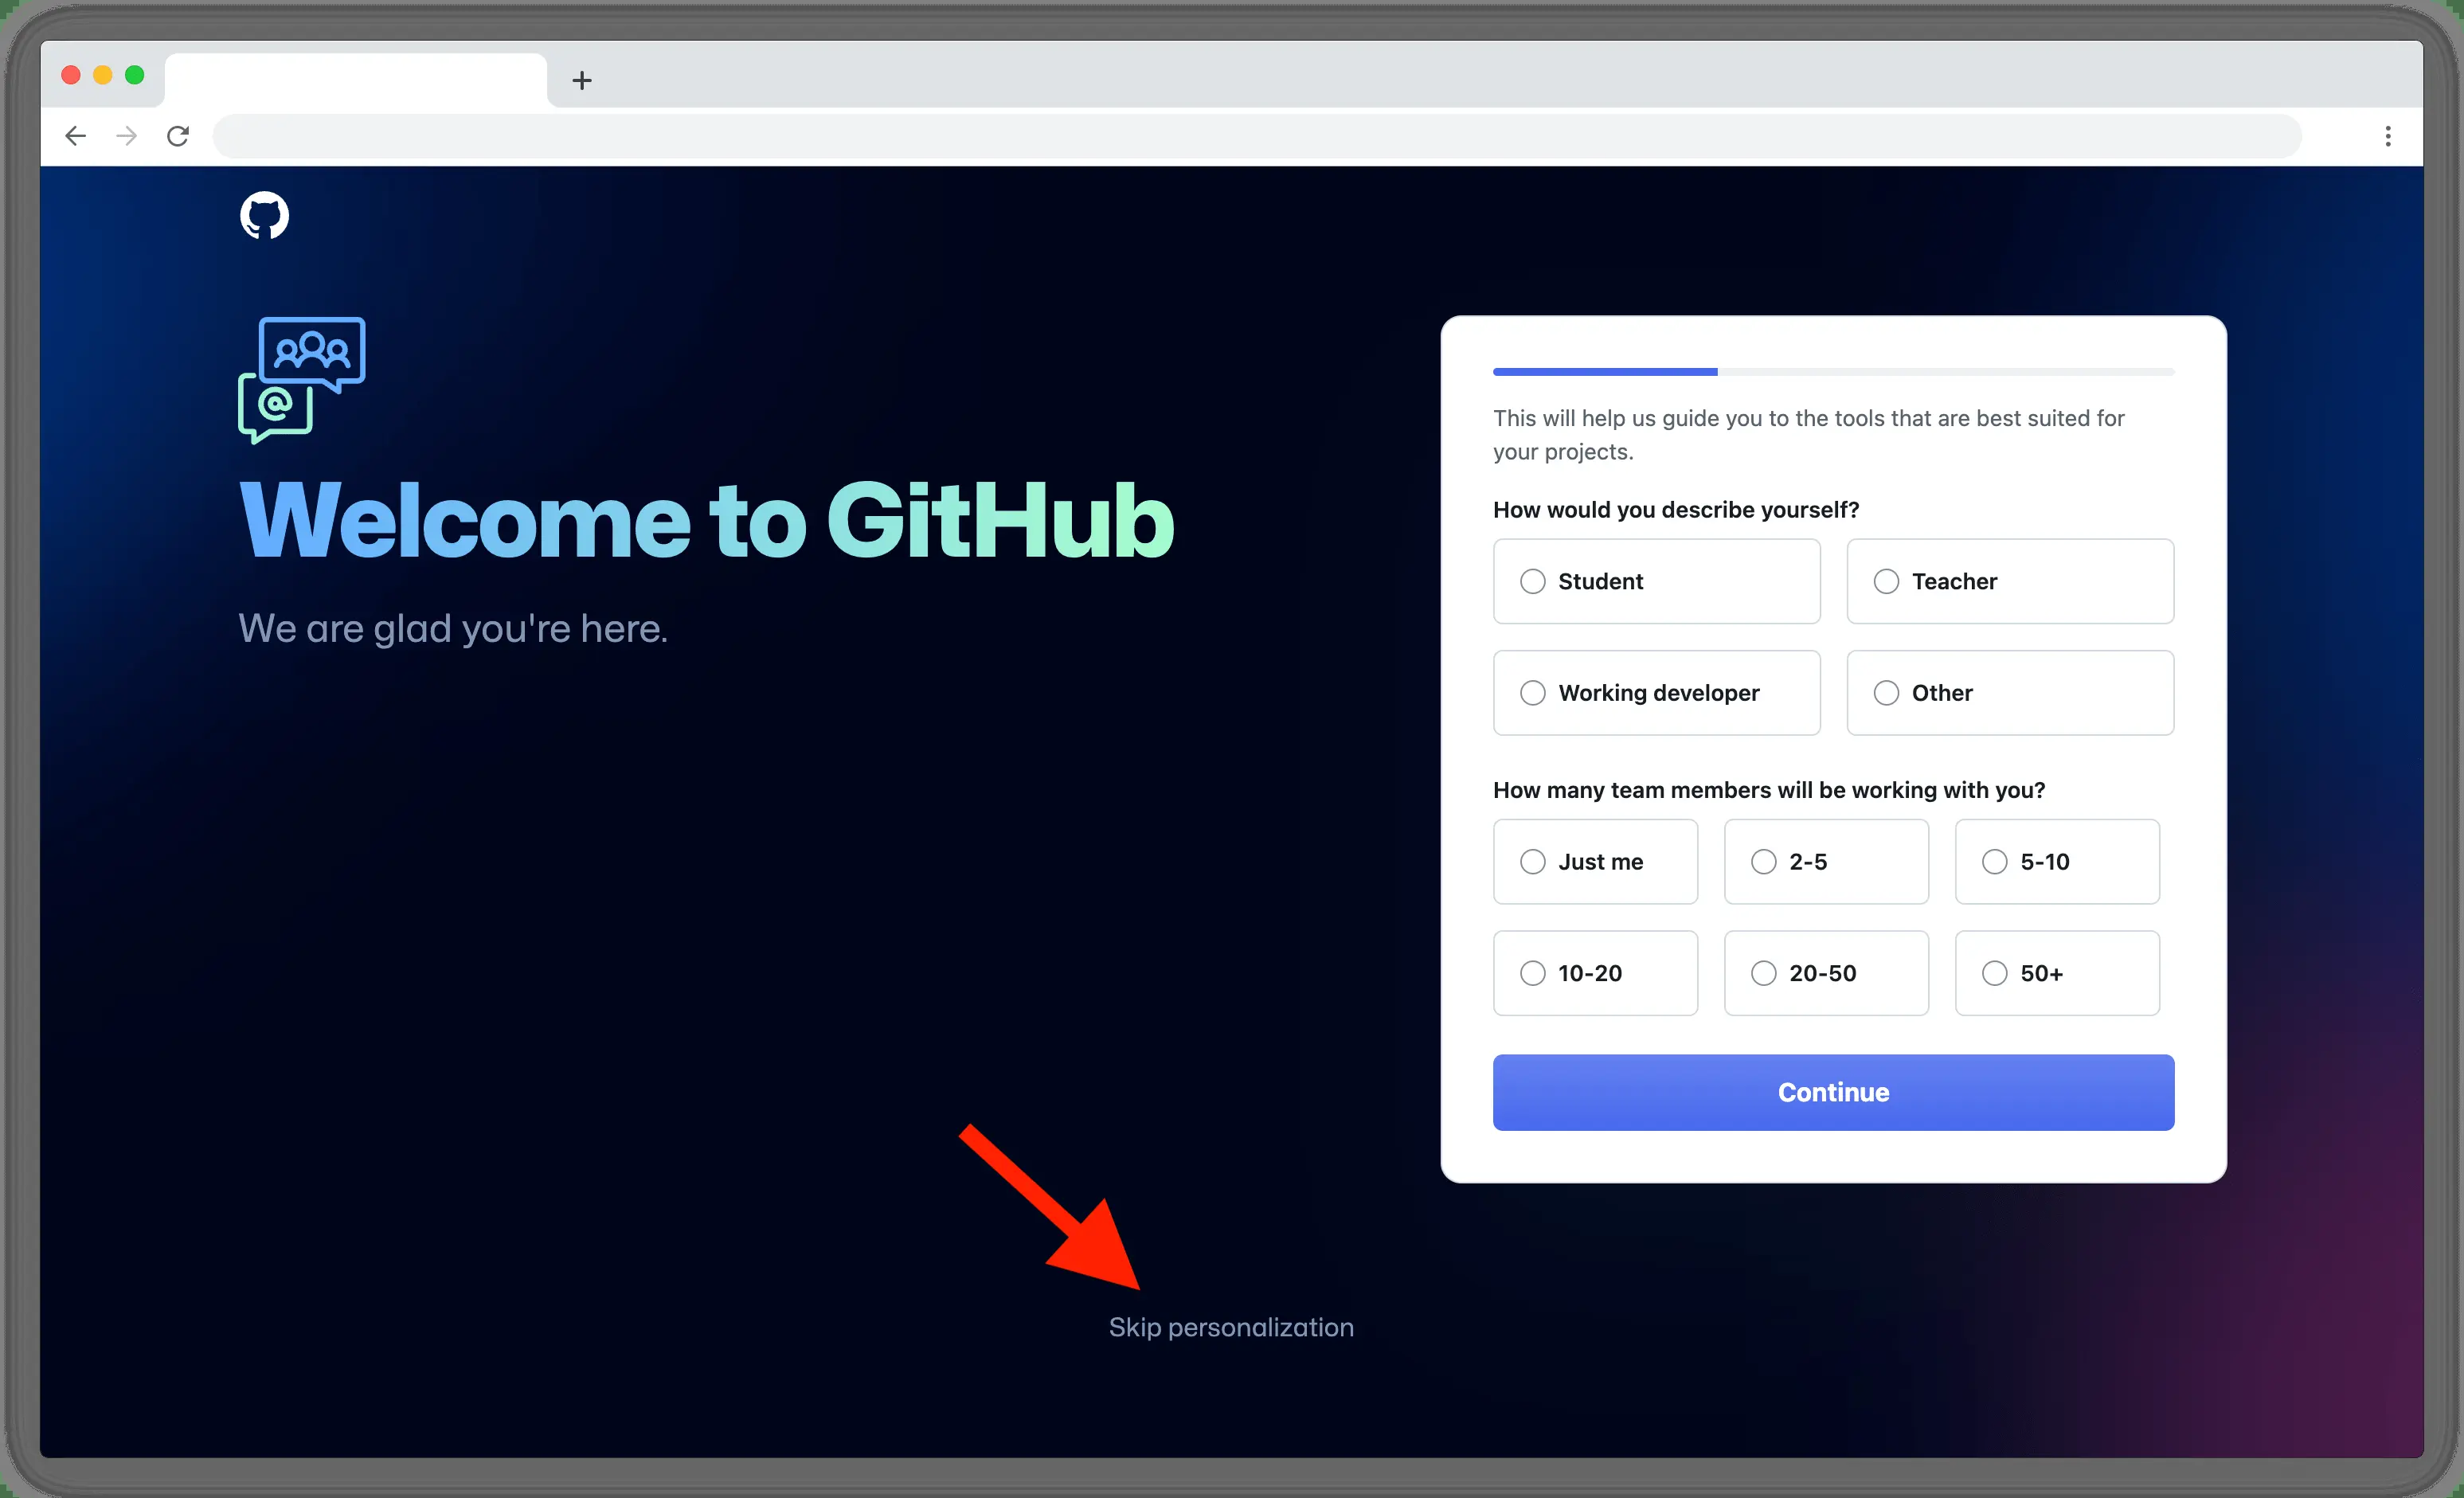 Welcome to GitHub
We are glad you're here.
This will help us guide you to the tools that are best suited for
your projects.
How would you describe yourself?
Student
Teacher
Working developer
Other
How many team members will be working with you?
Just me
2-5
5-10
10-20
20-50
50+
Continue
Skip personalization